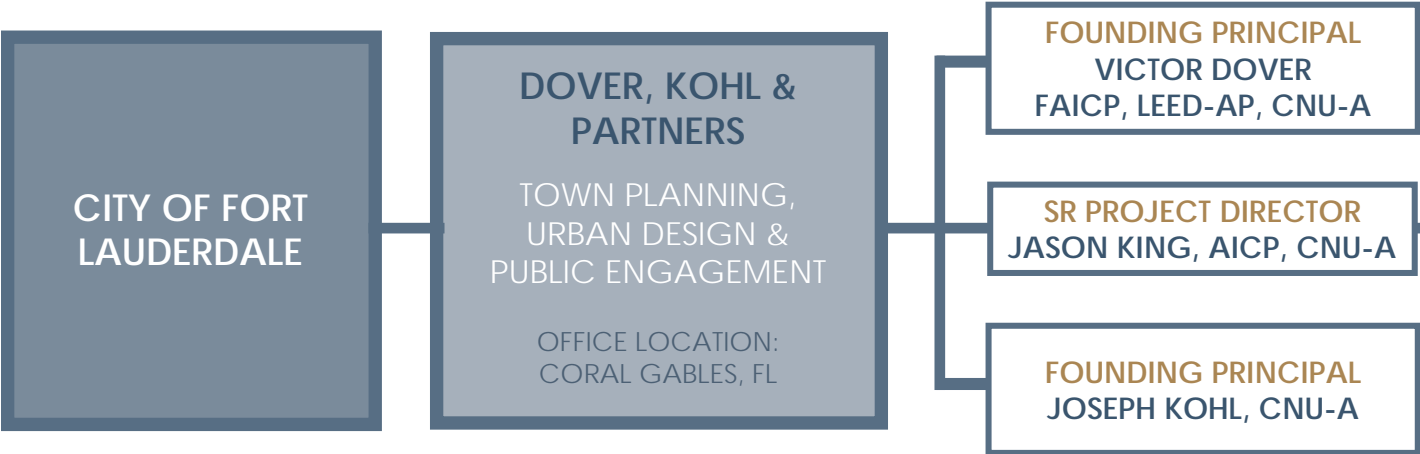 CITY OF FORT
LAUDERDALE
DOVER, KOHL &
PARTNERS
TOWN PLANNING,
URBAN DESIGN &
PUBLIC ENGAGEMENT
OFFICE LOCATION:
CORAL GABLES, FL
FOUNDING PRINCIPAL
VICTOR DOVER
FAICP, LEED-AP, CNU-A
SR PROJECT DIRECTOR
JASON KING, AICP, CNU-A
FOUNDING PRINCIPAL
JOSEPH KOHL, CNU-A